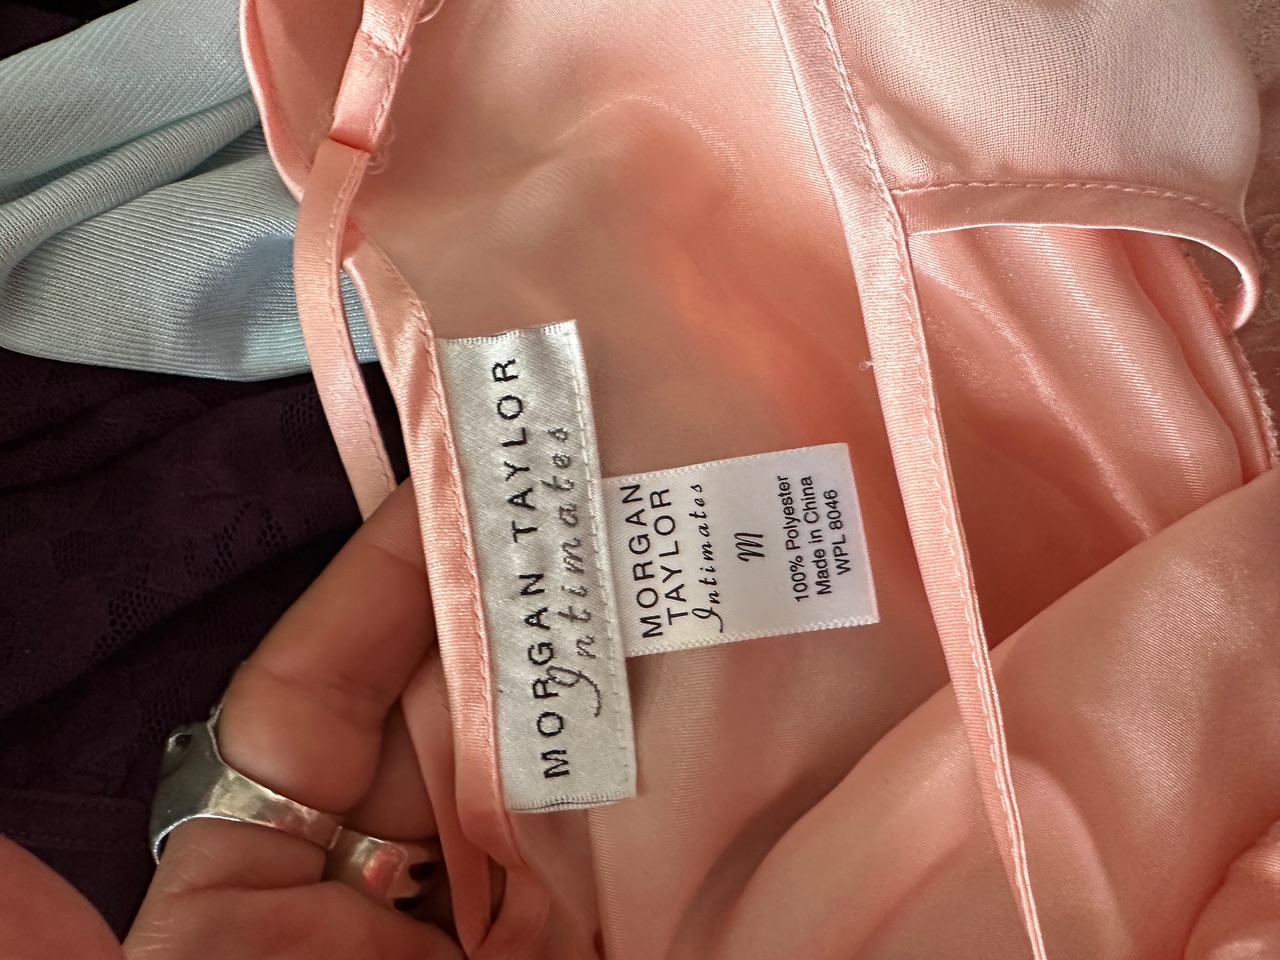 MORGAN TAYLOR
Intimates
MORGAN
TAYLOR
Intimates
M
100% Polyester
Made in China
WPL 8046